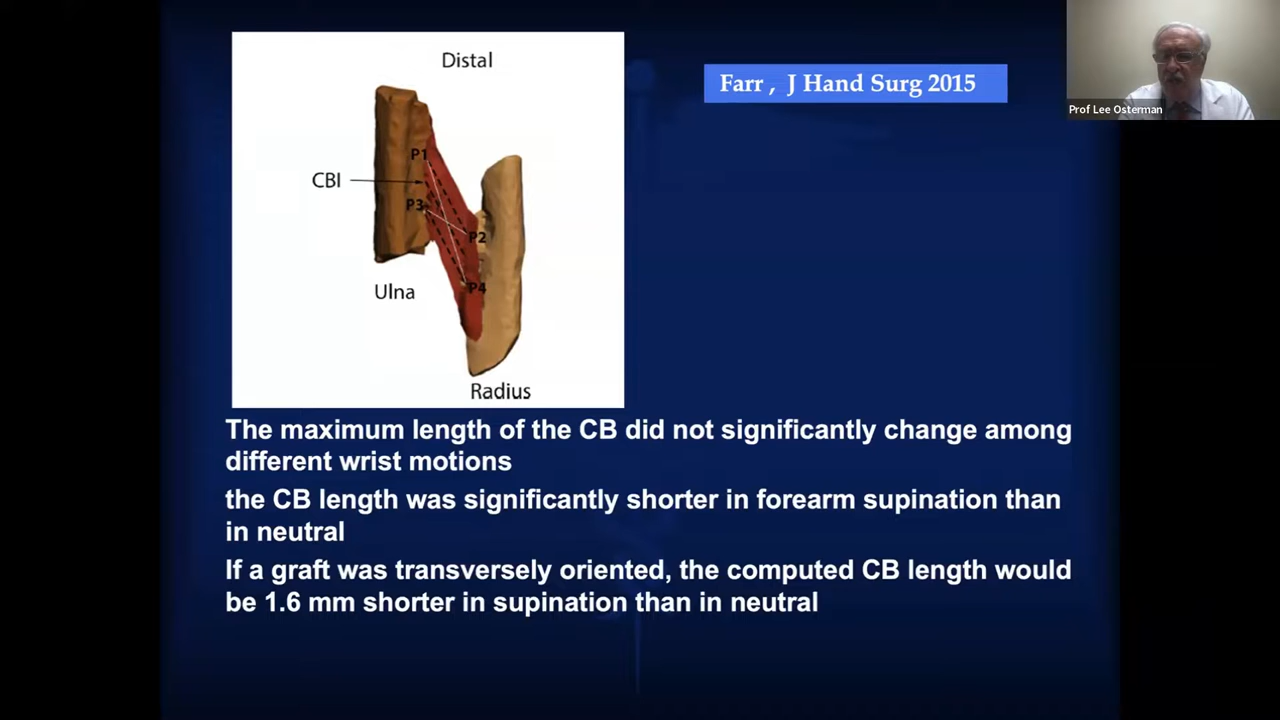 Distal
Farr , J Hand Surg 2015
Prof Lee Osterman
P1
CBI
P3
P2
P4
Ulna
Radius
The maximum length of the CB did not significantly change among
different wrist motions
the CB length was significantly shorter in forearm supination than
in neutral
If a graft was transversely oriented, the computed CB length would
be 1.6 mm shorter in supination than in neutral